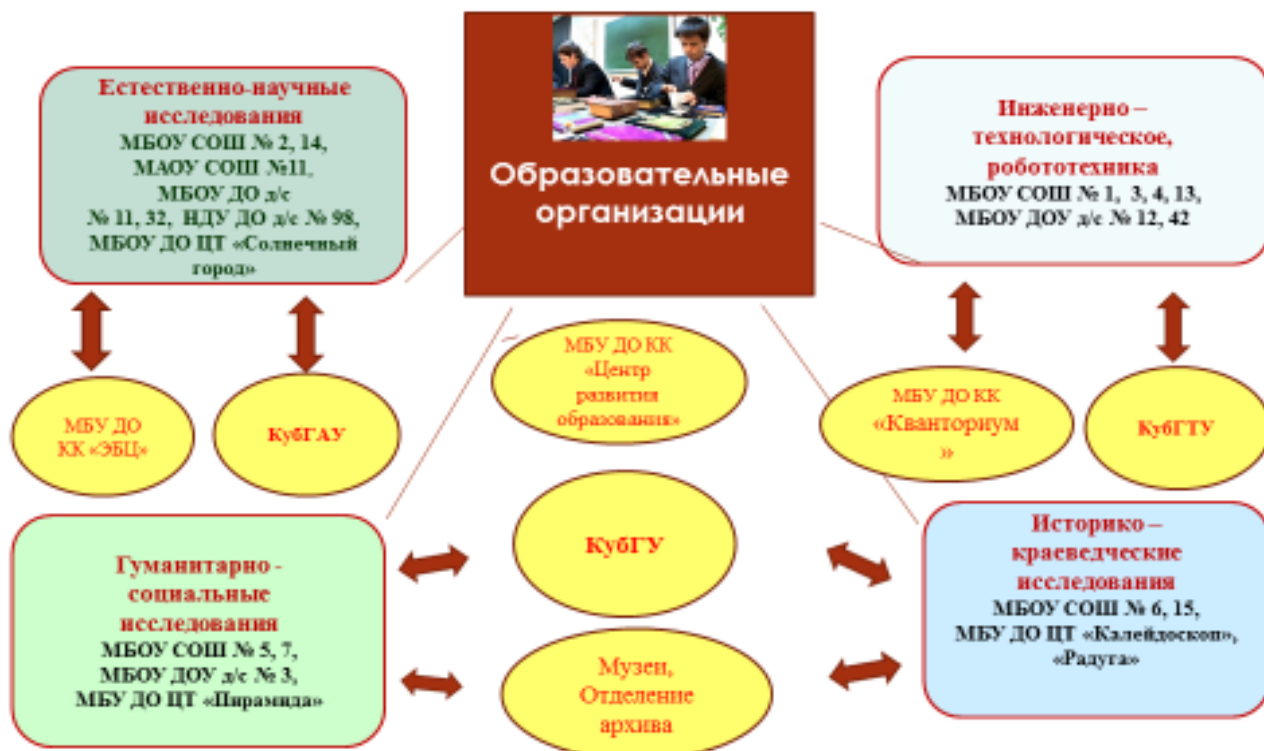 Естественно-научные
исследования
МБОУ СОШ № 2, 14,
МАОУ СОШ №11,
МБОУ ДО д/с
№ 11, 32, НДУ ДО д/с № 98,
МБОУ ДО ЦТ «Солнечный
город»
Образовательные
организации
Инженерно –
технологическое,
робототехника
МБОУ СОШ № 1, 3, 4, 13,
МБОУ ДОУ д/с № 12, 42
МБУ ДО
КК «ЭБЦ»
КубГАУ
МБУ ДО КК
«Центр
развития
образования»
МБУ ДО КК
«Кванториум
»
КубГТУ
Гуманитарно -
социальные
исследования
МБОУ СОШ № 5, 7,
МБОУ ДОУ д/с № 3,
МБУ ДО ЦТ «Пирамида»
КубГУ
Музеи,
Отделение
архива
Историко –
краеведческие
исследования
МБОУ СОШ № 6, 15,
МБУ ДО ЦТ «Калейдоскоп»,
«Радуга»